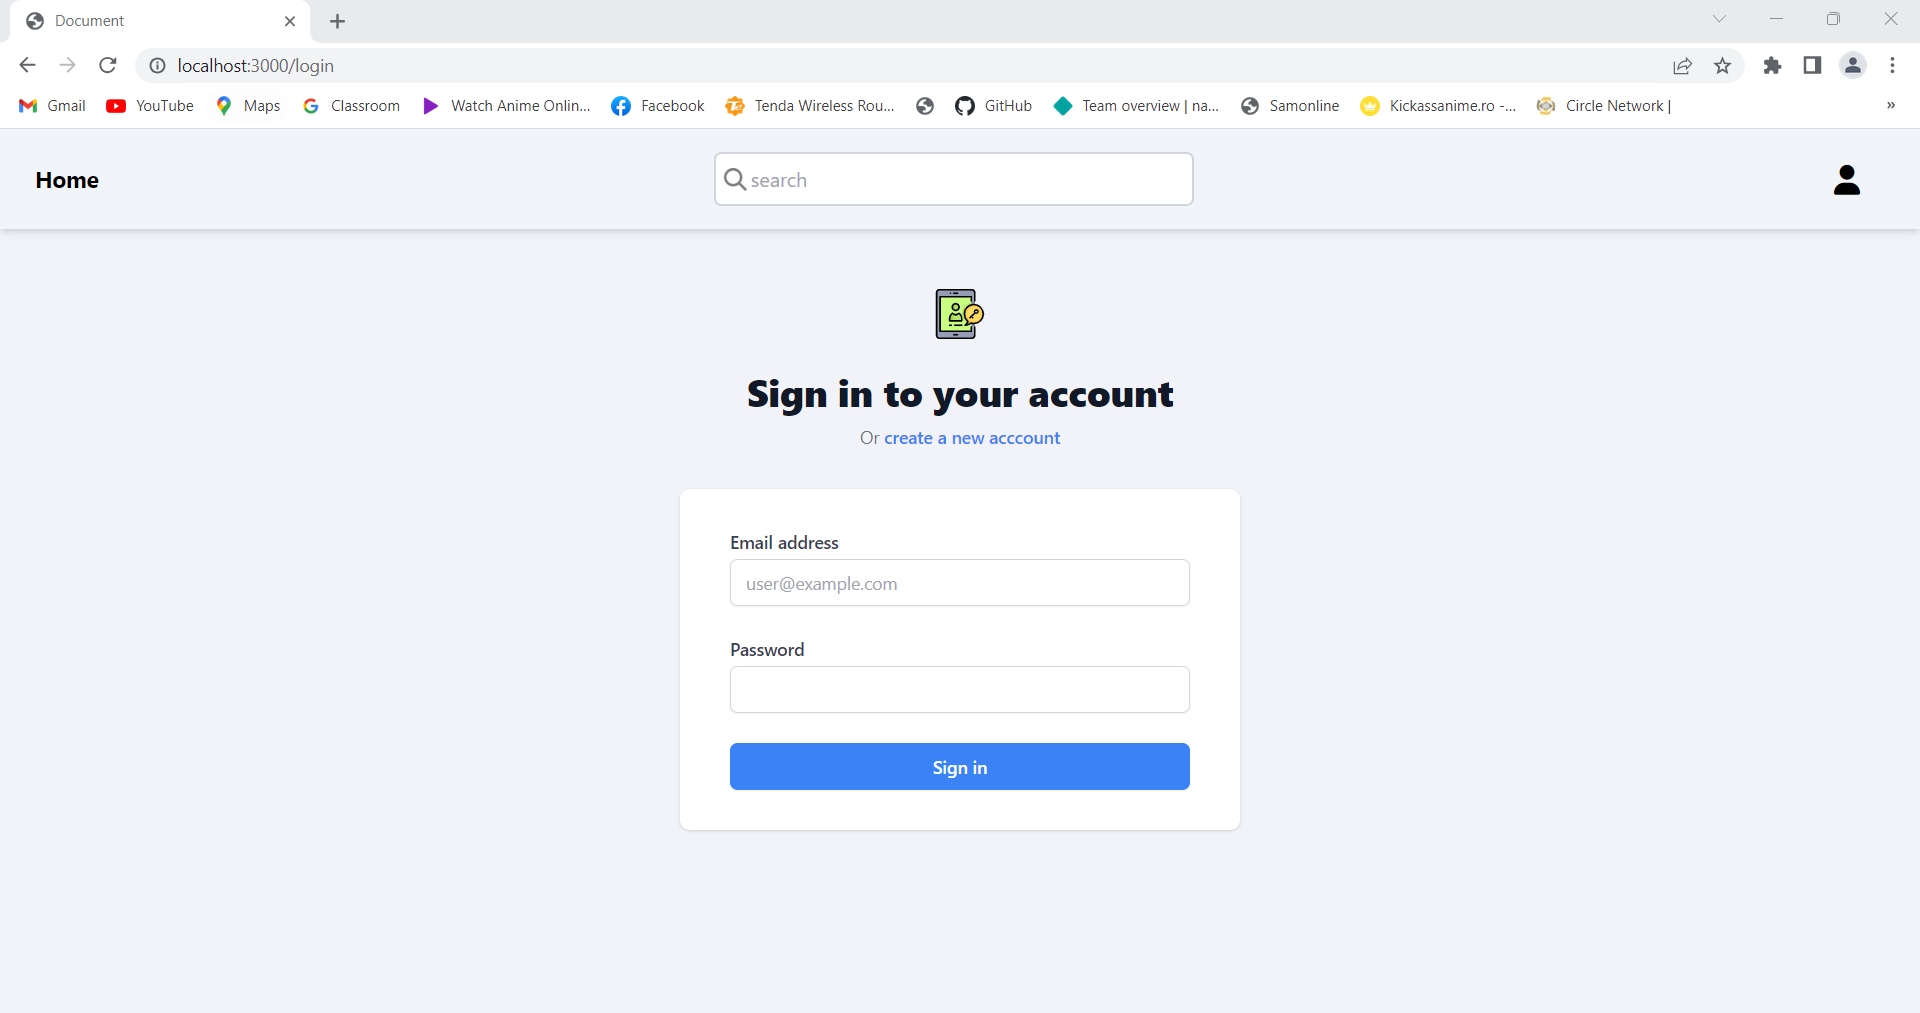 Document
localhost:3000/login
Gmail YouTube Maps Classroom Watch Anime Onlin... Facebook Tenda Wireless Rou... GitHub Team overview | na... Samonline Kickassanime.ro -... Circle Network |
Home search
Sign in to your account
Or create a new acccount
Email address
user@example.com
Password
Sign in